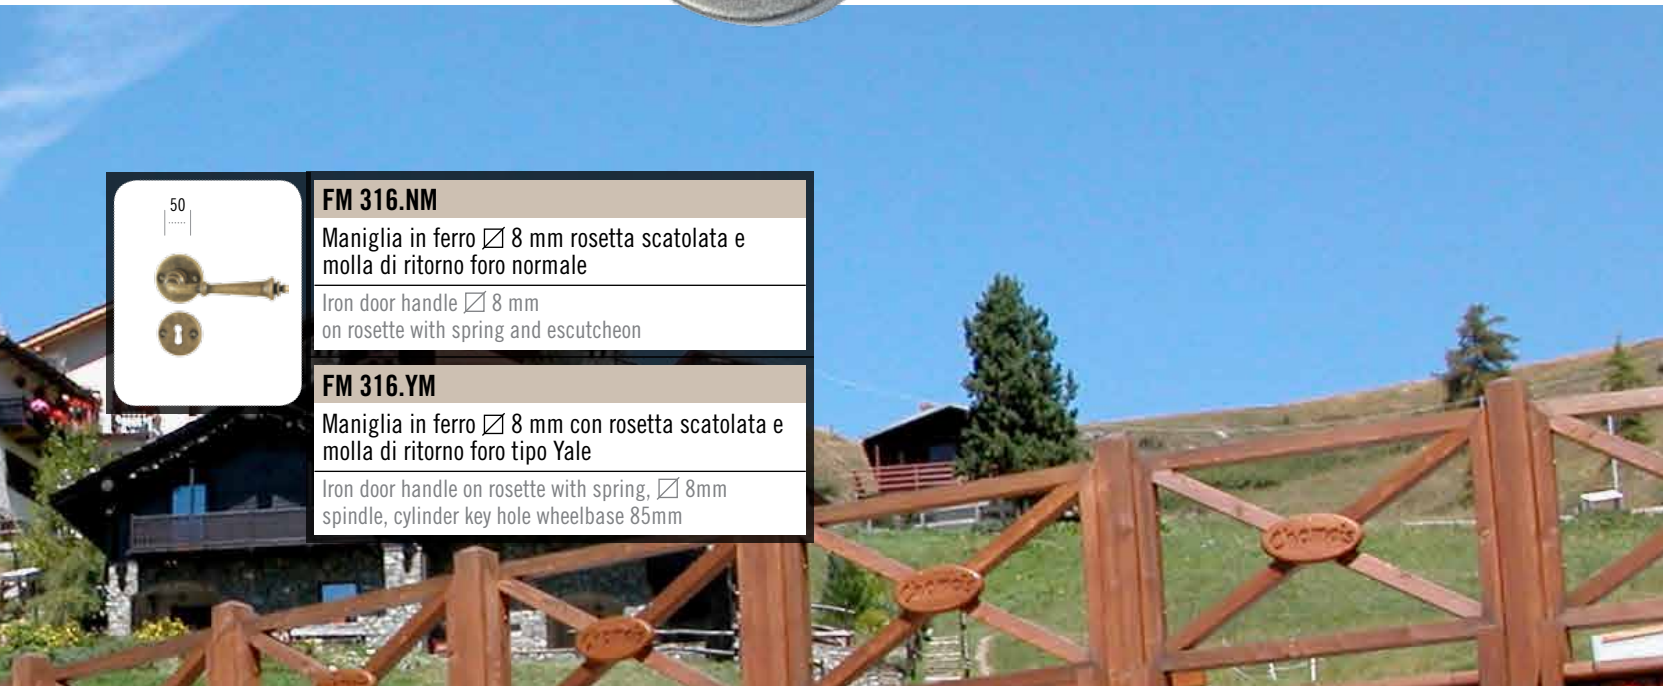 50
FM 316.NM
Maniglia in ferro ⍁ 8 mm rosetta scatolata e
molla di ritorno foro normale
Iron door handle ⍁ 8 mm
on rosette with spring and escutcheon
FM 316.YM
Maniglia in ferro ⍁ 8 mm con rosetta scatolata e
molla di ritorno foro tipo Yale
Iron door handle on rosette with spring, ⍁ 8mm
spindle, cylinder key hole wheelbase 85mm
Chamois
Chamois
Chamois